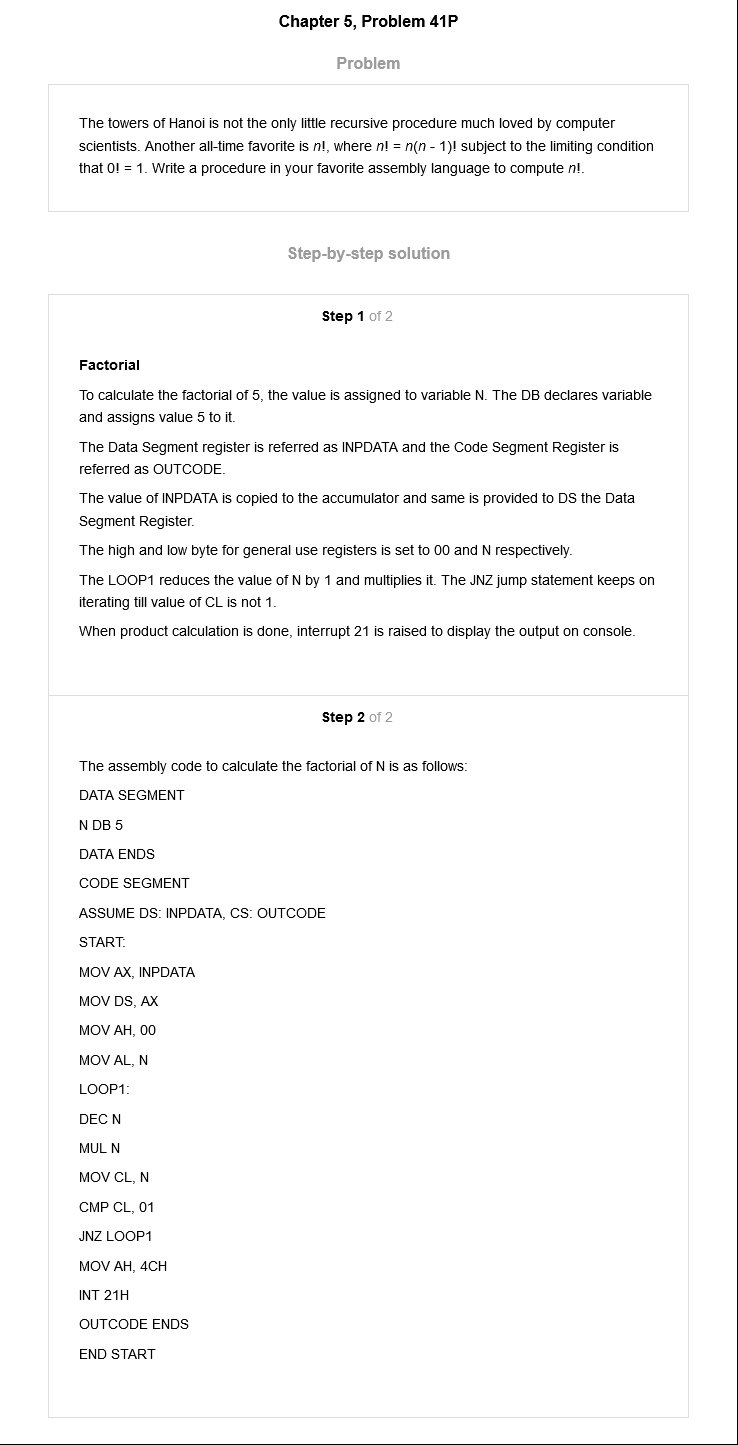 Chapter 5, Problem 41P
Problem
The towers of Hanoi is not the only little recursive procedure much loved by computer
scientists. Another all-time favorite is n!, where n! = n(n - 1)! subject to the limiting condition
that 0! = 1. Write a procedure in your favorite assembly language to compute n!.
Step-by-step solution
Step 1 of 2
Factorial
To calculate the factorial of 5, the value is assigned to variable N. The DB declares variable
and assigns value 5 to it.
The Data Segment register is referred as INPDATA and the Code Segment Register is
referred as OUTCODE.
The value of INPDATA is copied to the accumulator and same is provided to DS the Data
Segment Register.
The high and low byte for general use registers is set to 00 and N respectively.
The LOOP1 reduces the value of N by 1 and multiplies it. The JNZ jump statement keeps on
iterating till value of CL is not 1.
When product calculation is done, interrupt 21 is raised to display the output on console.
Step 2 of 2
The assembly code to calculate the factorial of N is as follows:
DATA SEGMENT
N DB 5
DATA ENDS
CODE SEGMENT
ASSUME DS: INPDATA, CS: OUTCODE
START:
MOV AX, INPDATA
MOV DS, AX
MOV AH, 00
MOV AL, N
LOOP1:
DEC N
MUL N
MOV CL, N
CMP CL, 01
JNZ LOOP1
MOV AH, 4CH
INT 21H
OUTCODE ENDS
END START